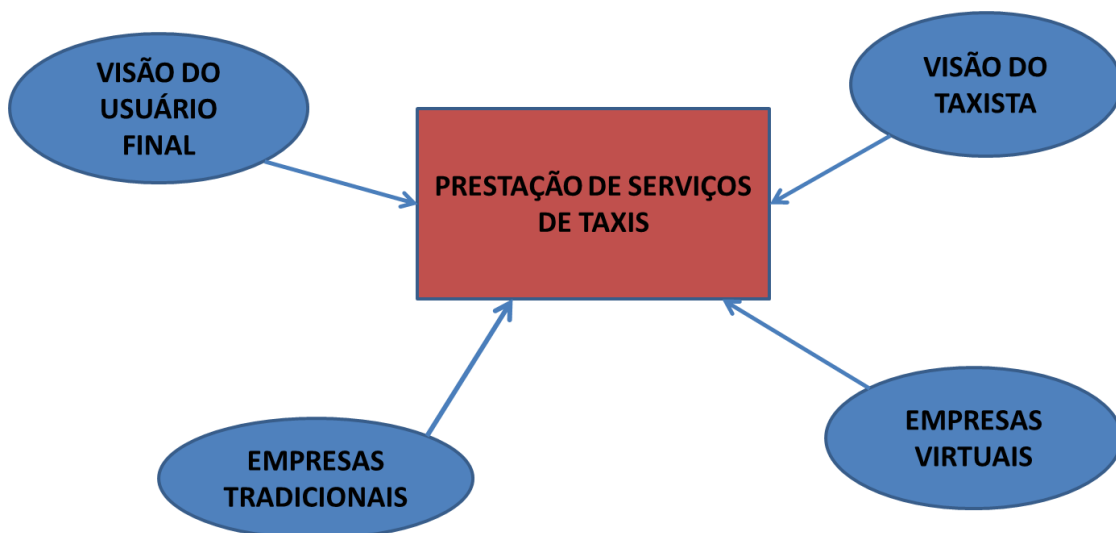 VISÃO DO
USUÁRIO
FINAL
VISÃO DO
TAXISTA
PRESTAÇÃO DE SERVIÇOS
DE TAXIS
EMPRESAS
TRADICIONAIS
EMPRESAS
VIRTUAIS